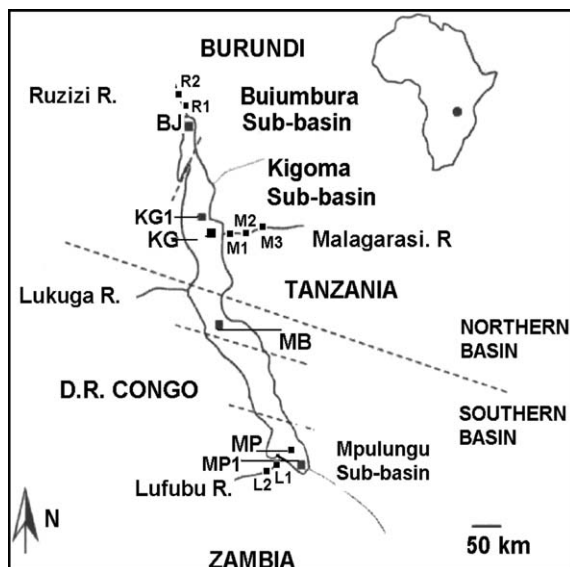 BURUNDI
R2
Ruzizi R.
R1
Bujumbura
Sub-basin
BJ
Kigoma
Sub-basin
KG1
M2
KG
M1
M3
Malagarasi. R
TANZANIA
Lukuga R.
MB
NORTHERN
BASIN
D.R. CONGO
SOUTHERN
BASIN
MP
Mpulungu
Sub-basin
MP1
L1
L2
Lufubu R.
N
50 km
ZAMBIA